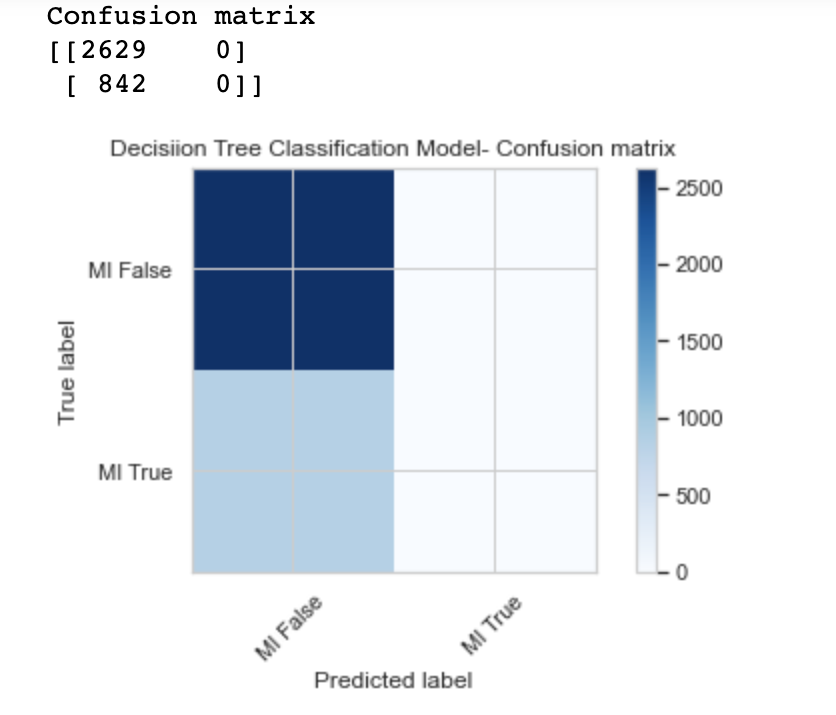 Confusion matrix
[[2629    0]
 [ 842    0]]
Decisiion Tree Classification Model- Confusion matrix
2500
MI False
2000
True label
1500
1000
MI True
500
0
MI False
MI True
Predicted label